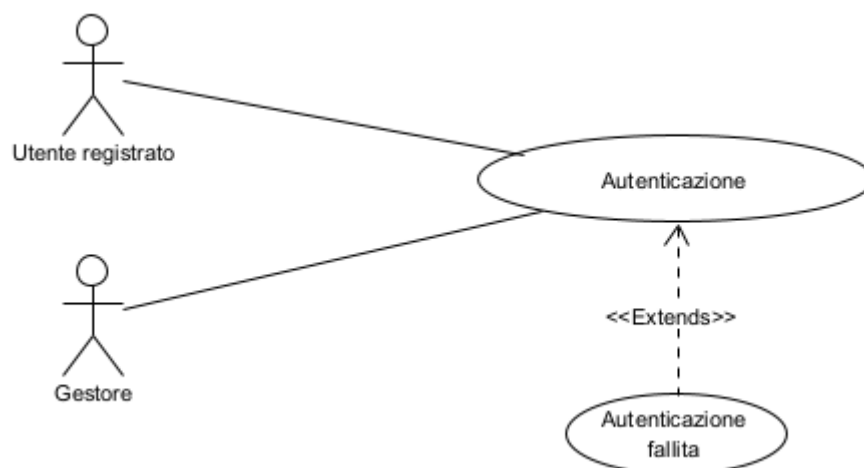 Utente registrato
Autenticazione
<<Extends>>
Gestore
Autenticazione
fallita